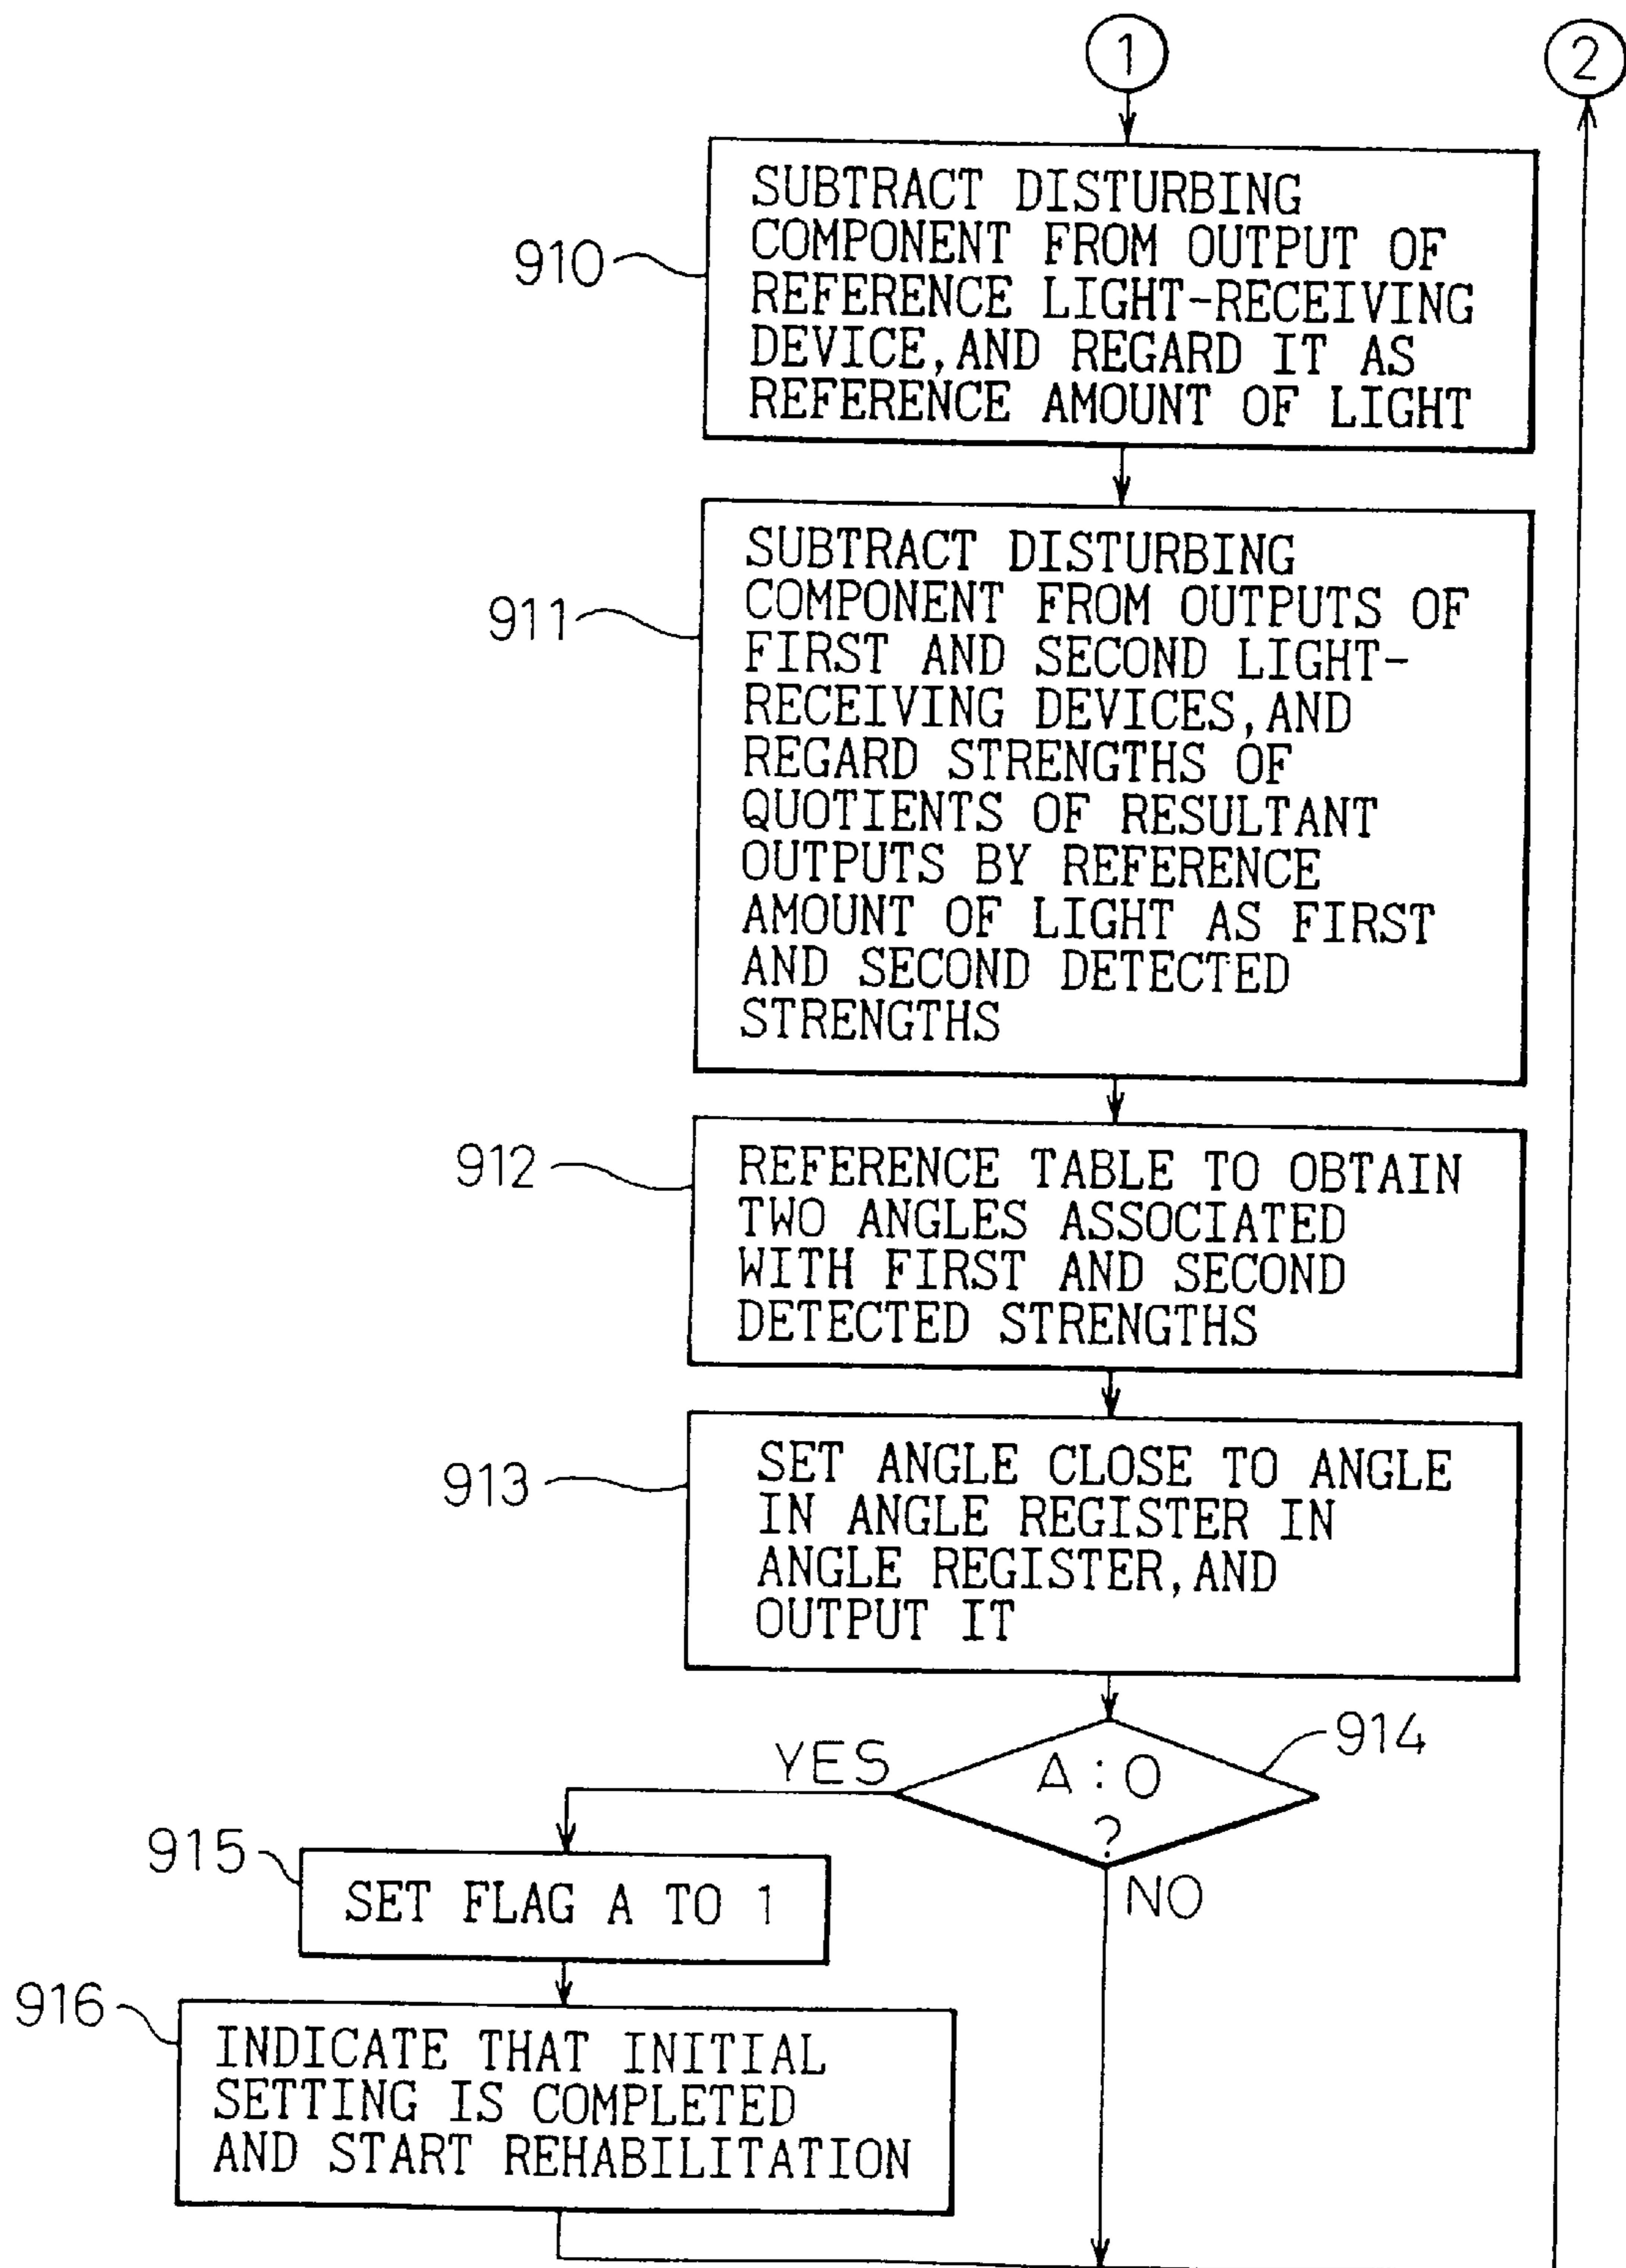 1
2
910
SUBTRACT DISTURBING
COMPONENT FROM OUTPUT OF
REFERENCE LIGHT-RECEIVING
DEVICE,AND REGARD IT AS
REFERENCE AMOUNT OF LIGHT
911
SUBTRACT DISTURBING
COMPONENT FROM OUTPUTS OF
FIRST AND SECOND LIGHT-
RECEIVING DEVICES,AND
REGARD STRENGTHS OF
QUOTIENTS OF RESULTANT
OUTPUTS BY REFERENCE
AMOUNT OF LIGHT AS FIRST
AND SECOND DETECTED
STRENGTHS
912
REFERENCE TABLE TO OBTAIN
TWO ANGLES ASSOCIATED
WITH FIRST AND SECOND
DETECTED STRENGTHS
913
SET ANGLE CLOSE TO ANGLE
IN ANGLE REGISTER IN
ANGLE REGISTER,AND
OUTPUT IT
914
A:0
?
YES
NO
915
SET FLAG A TO 1
916
INDICATE THAT INITIAL
SETTING IS COMPLETED
AND START REHABILITATION